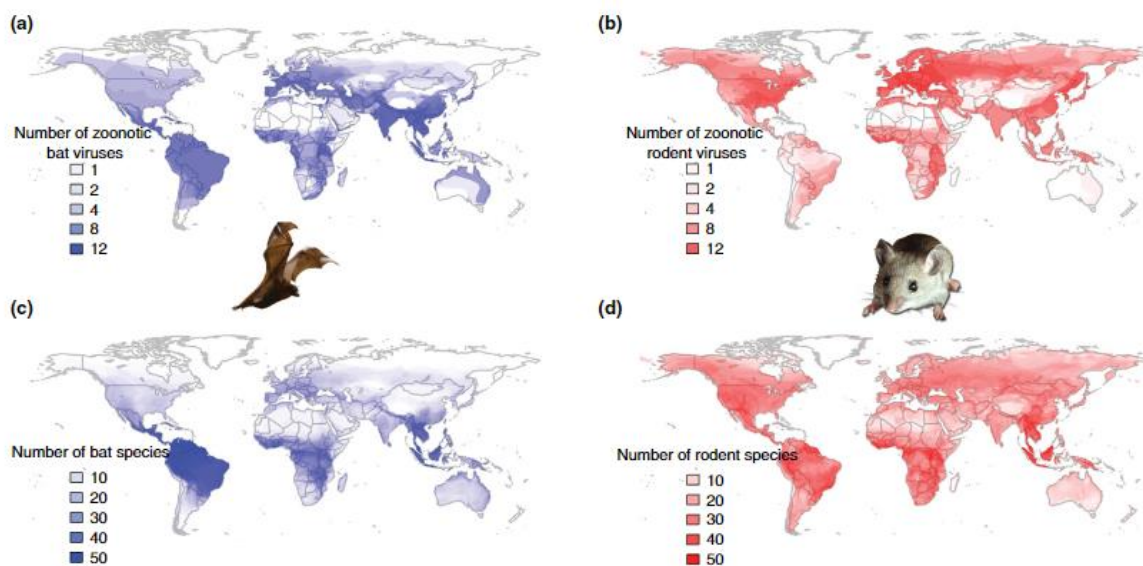 (a)
Number of zoonotic
bat viruses
1
2
4
8
12
(b)
Number of zoonotic
rodent viruses
1
2
4
8
12
(c)
Number of bat species
10
20
30
40
50
(d)
Number of rodent species
10
20
30
40
50